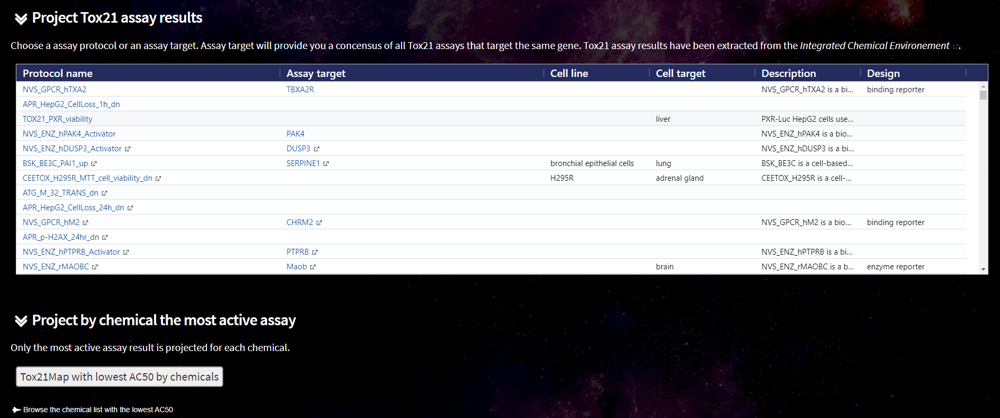 Project Tox21 assay results
Choose a assay protocol or an assay target. Assay target will provide you a concensus of all Tox21 assays that target the same gene. Tox21 assay results have been extracted from the Integrated Chemical Environement.
Protocol name Assay target Cell line Cell target Description Design
NVS_GPCR_hTXA2 TBXA2R NVS_GPCR_hTXA2 is a bi... binding reporter
APR_HepG2_CellLoss_1h_dn
TOX21_PXR_viability liver PXR-Luc HepG2 cells use...
NVS_ENZ_hPAK4_Activator PAK4 NVS_ENZ_hPAK4 is a bio...
NVS_ENZ_hDUSP3_Activator DUSP3 NVS_ENZ_hDUSP3 is a bi...
BSK_BE3C_PAI1_up SERPINE1 bronchial epithelial cells lung BSK_BE3C is a cell-based...
CEETOX_H295R_MTT_cell_viability_dn H295R adrenal gland CEETOX_H295R is a cell-...
ATG_M_32_TRANS_dn
APR_HepG2_CellLoss_24h_dn
NVS_GPCR_hM2 CHRM2 NVS_GPCR_hM2 is a bio... binding reporter
APR_p-H2AX_24hr_dn
NVS_ENZ_hPTPRB_Activator PTPRB NVS_ENZ_hPTPRB is a bi...
NVS_ENZ_rMAOBC Maob brain NVS_ENZ_rMAOBC is a b... enzyme reporter
Project by chemical the most active assay
Only the most active assay result is projected for each chemical.
Tox21Map with lowest AC50 by chemicals
Browse the chemical list with the lowest AC50